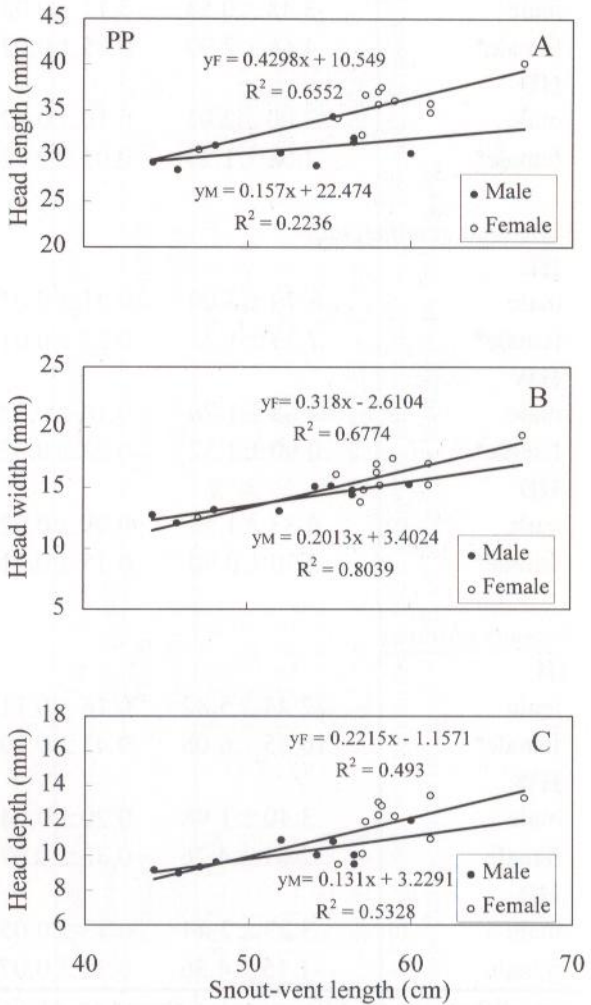 Head length (mm)
45
40
35
30
25
20
PP
A
yF = 0.4298x + 10.549
R² = 0.6552
yM = 0.157x + 22.474
R² = 0.2236
Male
Female
Head width (mm)
25
20
15
10
5
B
yF= 0.318x - 2.6104
R² = 0.6774
yM = 0.2013x + 3.4024
R² = 0.8039
Male
Female
Head depth (mm)
18
16
14
12
10
8
6
C
yF = 0.2215x - 1.1571
R² = 0.493
yM= 0.131x + 3.2291
R² = 0.5328
Male
Female
40
50
60
70
Snout-vent length (cm)